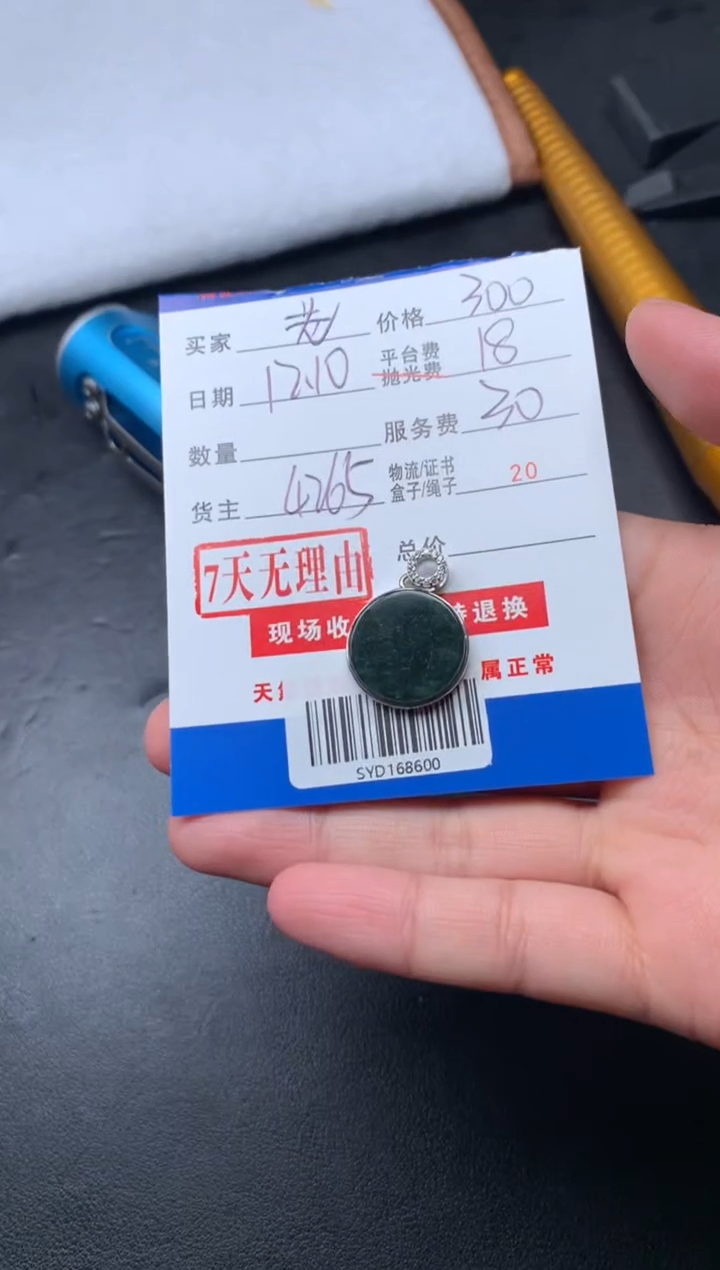 买家 价格 300
日期 12.10 平台费 18
抛光费
数量 服务费 30
货主 4265 物流/证书 20
盒子/绳子
7天无理由 总价
现场收 退换
天 属正常
SYD168600